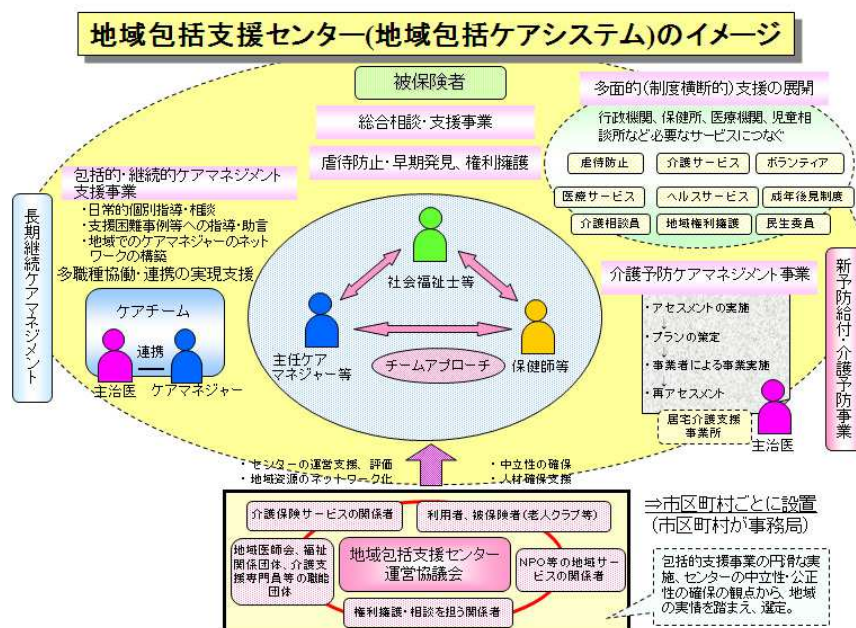 地域包括支援センター(地域包括ケアシステム)のイメージ
被保険者
総合相談・支援事業
虐待防止・早期発見、権利擁護
多面的(制度横断的)支援の展開
行政機関、保健所、医療機関、児童相
談所など必要なサービスにつなぐ
虐待防止
介護サービス
ボランティア
医療サービス
ヘルスサービス
成年後見制度
介護相談員
地域権利擁護
民生委員
長期継続ケアマネジメント
包括的・継続的ケアマネジメント
支援事業
・日常的個別指導・相談
・支援困難事例等への指導・助言
・地域でのケアマネジャーのネット
ワークの構築
多職種協働・連携の実現支援
ケアチーム
連携
主治医
ケアマネジャー
社会福祉士等
主任ケア
マネジャー等
チームアプローチ
保健師等
介護予防ケアマネジメント事業
・アセスメントの実施
↓
・プランの策定
↓
・事業者による事業実施
↓
・再アセスメント
居宅介護支援
事業所
主治医
新予防給付・介護予防事業
・センターの運営支援、評価
・地域資源のネットワーク化
・中立性の確保
・人材確保支援
介護保険サービスの関係者
利用者、被保険者(老人クラブ等)
地域医師会、福祉
関係団体、介護支
援専門員等の職能
団体
地域包括支援センター
運営協議会
NPO等の地域サー
ビスの関係者
権利擁護・相談を担う関係者
⇒市区町村ごとに設置
(市区町村が事務局)
包括的支援事業の円滑な実
施、センターの中立性・公正
性の確保の観点から、地域
の実情を踏まえ、選定。